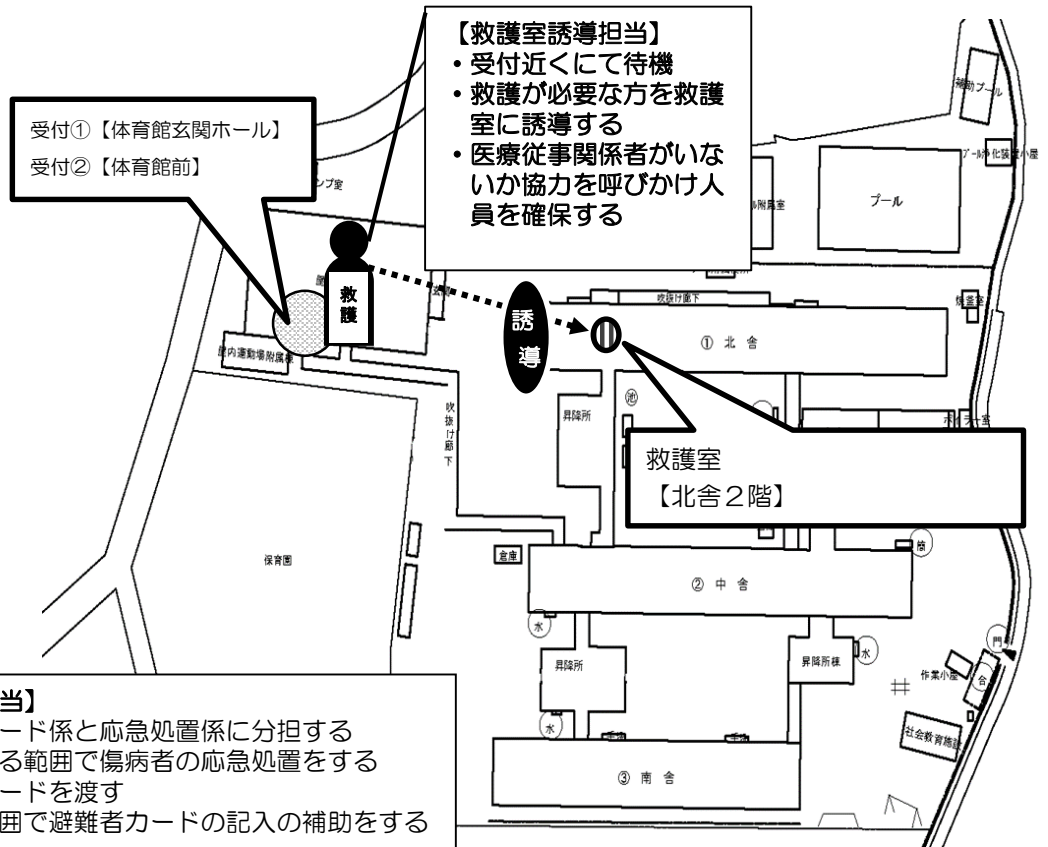 【救護室誘導担当】
・受付近くにて待機
・救護が必要な方を救護
室に誘導する
・医療従事関係者がいな
いか協力を呼びかけ人
員を確保する
受付①【体育館玄関ホール】
受付②【体育館前】
補助プール
プール浄化装置小屋
ンプ室
ル附属室
プール
救護
誘導
吹抜け廊下
① 北 舎
池
昇降所
吹抜け廊下
救護室
【北舎2階】
保育園
倉庫
② 中 舎
水
昇降所
昇降所棟
水
門
作業小屋
合
社会教育施設
水
③ 南 舎
当】
ード係と応急処置係に分担する
る範囲で傷病者の応急処置をする
ードを渡す
囲で避難者カードの記入の補助をする